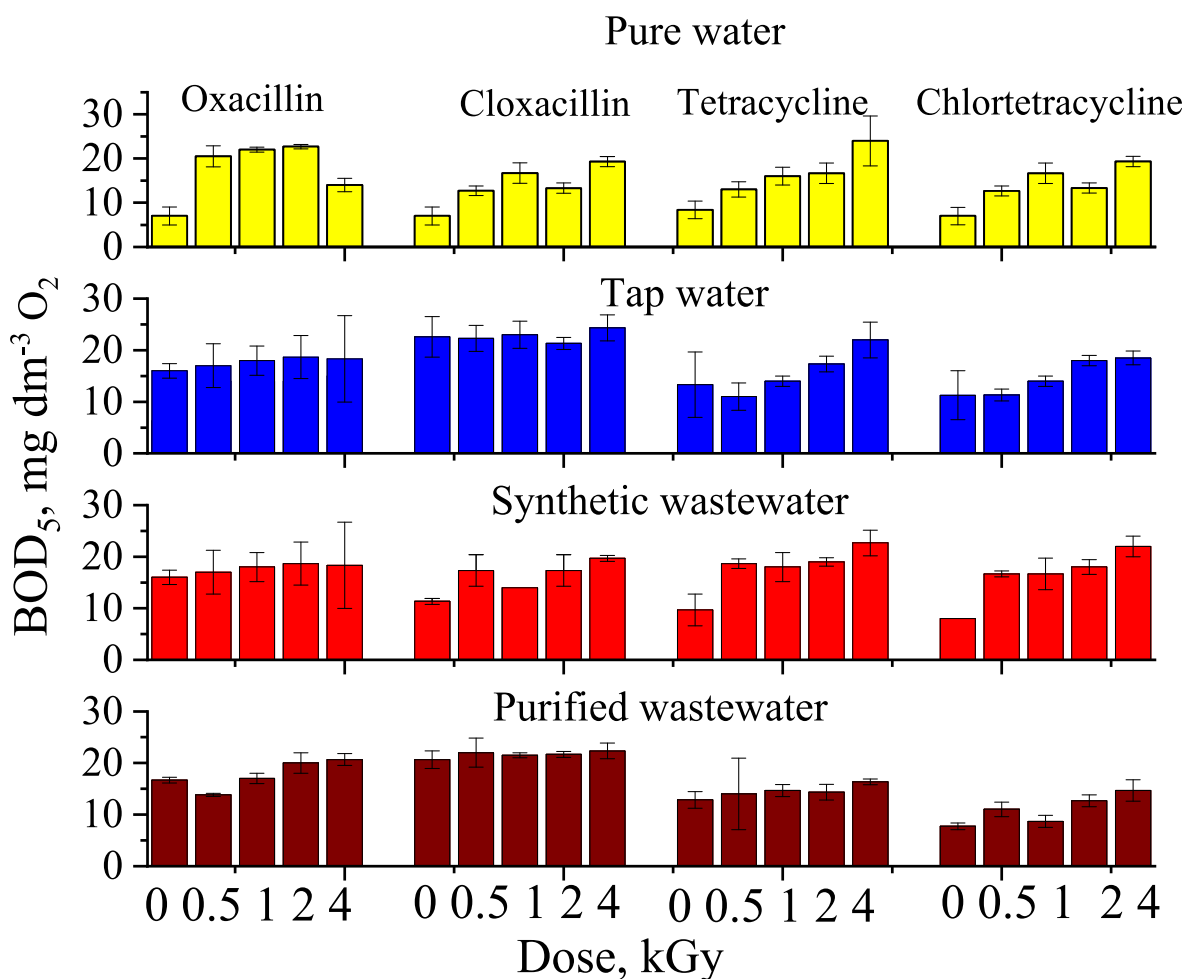 Pure water
Oxacillin Cloxacillin Tetracycline Chlortetracycline
30
20
10
0
Tap water
30
20
10
0
Synthetic wastewater
30
20
10
0
Purified wastewater
30
20
10
0
BOD₅, mg dm⁻³ O₂
0 0.5 1 2 4 0 0.5 1 2 4 0 0.5 1 2 4 0 0.5 1 2 4
Dose, kGy